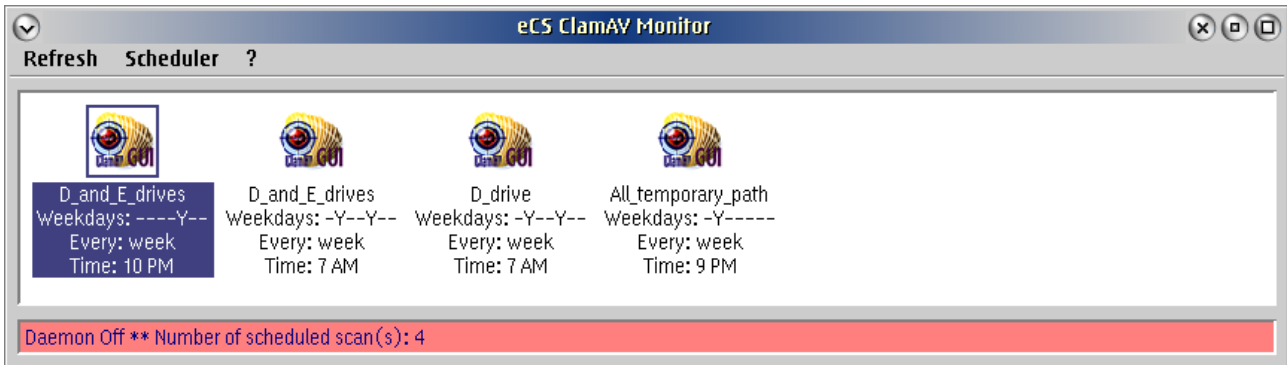 eCS ClamAV Monitor
Refresh Scheduler ?
ClamAV GUI
D_and_E_drives
Weekdays: ----Y--
Every: week
Time: 10 PM
ClamAV GUI
D_and_E_drives
Weekdays: -Y--Y--
Every: week
Time: 7 AM
ClamAV GUI
D_drive
Weekdays: -Y--Y--
Every: week
Time: 7 AM
ClamAV GUI
All_temporary_path
Weekdays: -Y-----
Every: week
Time: 9 PM
Daemon Off ** Number of scheduled scan(s): 4